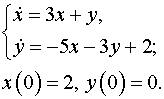 {ẋ = 3x + y,
ẏ = −5x − 3y + 2;
x(0) = 2, y(0) = 0.